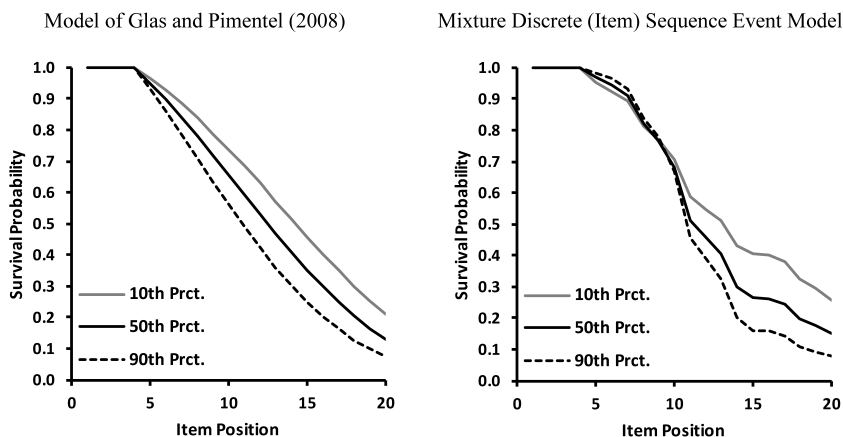 Model of Glas and Pimentel (2008)
Survival Probability
1.0
0.9
0.8
0.7
0.6
0.5
0.4
0.3
0.2
0.1
0.0
10th Prct.
50th Prct.
90th Prct.
0 5 10 15 20
Item Position
Mixture Discrete (Item) Sequence Event Model
Survival Probability
1.0
0.9
0.8
0.7
0.6
0.5
0.4
0.3
0.2
0.1
0.0
10th Prct.
50th Prct.
90th Prct.
0 5 10 15 20
Item Position